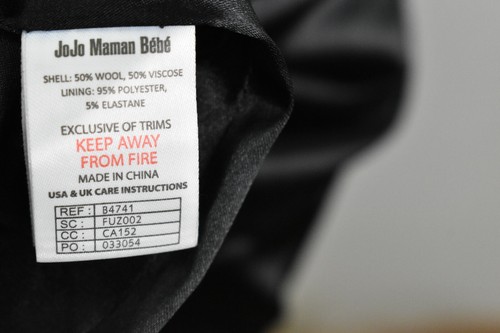 JoJo Maman Bébé
SHELL: 50% WOOL, 50% VISCOSE
LINING: 95% POLYESTER,
5% ELASTANE
EXCLUSIVE OF TRIMS
KEEP AWAY
FROM FIRE
MADE IN CHINA
USA & UK CARE INSTRUCTIONS
REF : B4741
SC : FUZ002
CC : CA152
PO : 033054